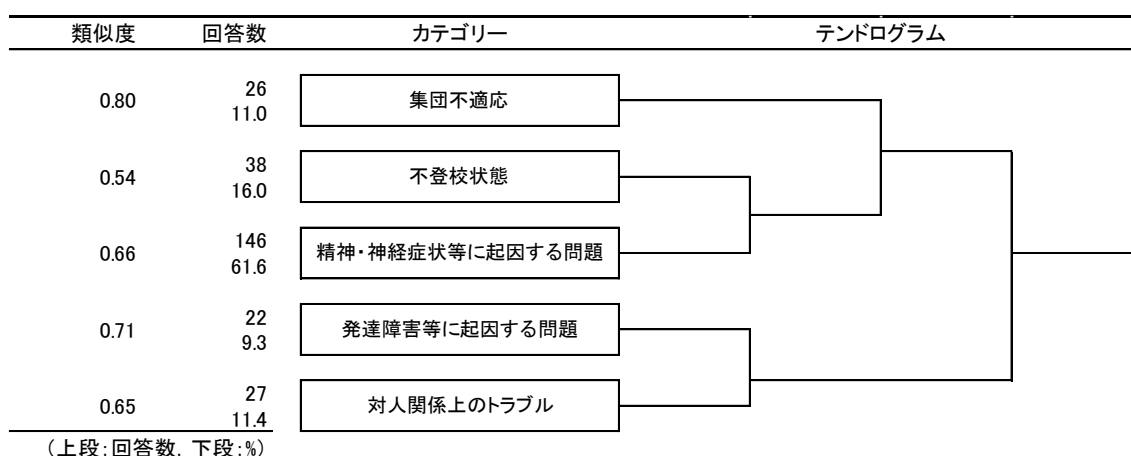 類似度 回答数 カテゴリー テンドログラム
26
0.80 集団不適応
11.0
38
0.54 不登校状態
16.0
146
0.66 精神・神経症状等に起因する問題
61.6
22
0.71 発達障害等に起因する問題
9.3
27
0.65 対人関係上のトラブル
11.4
(上段:回答数, 下段:%)